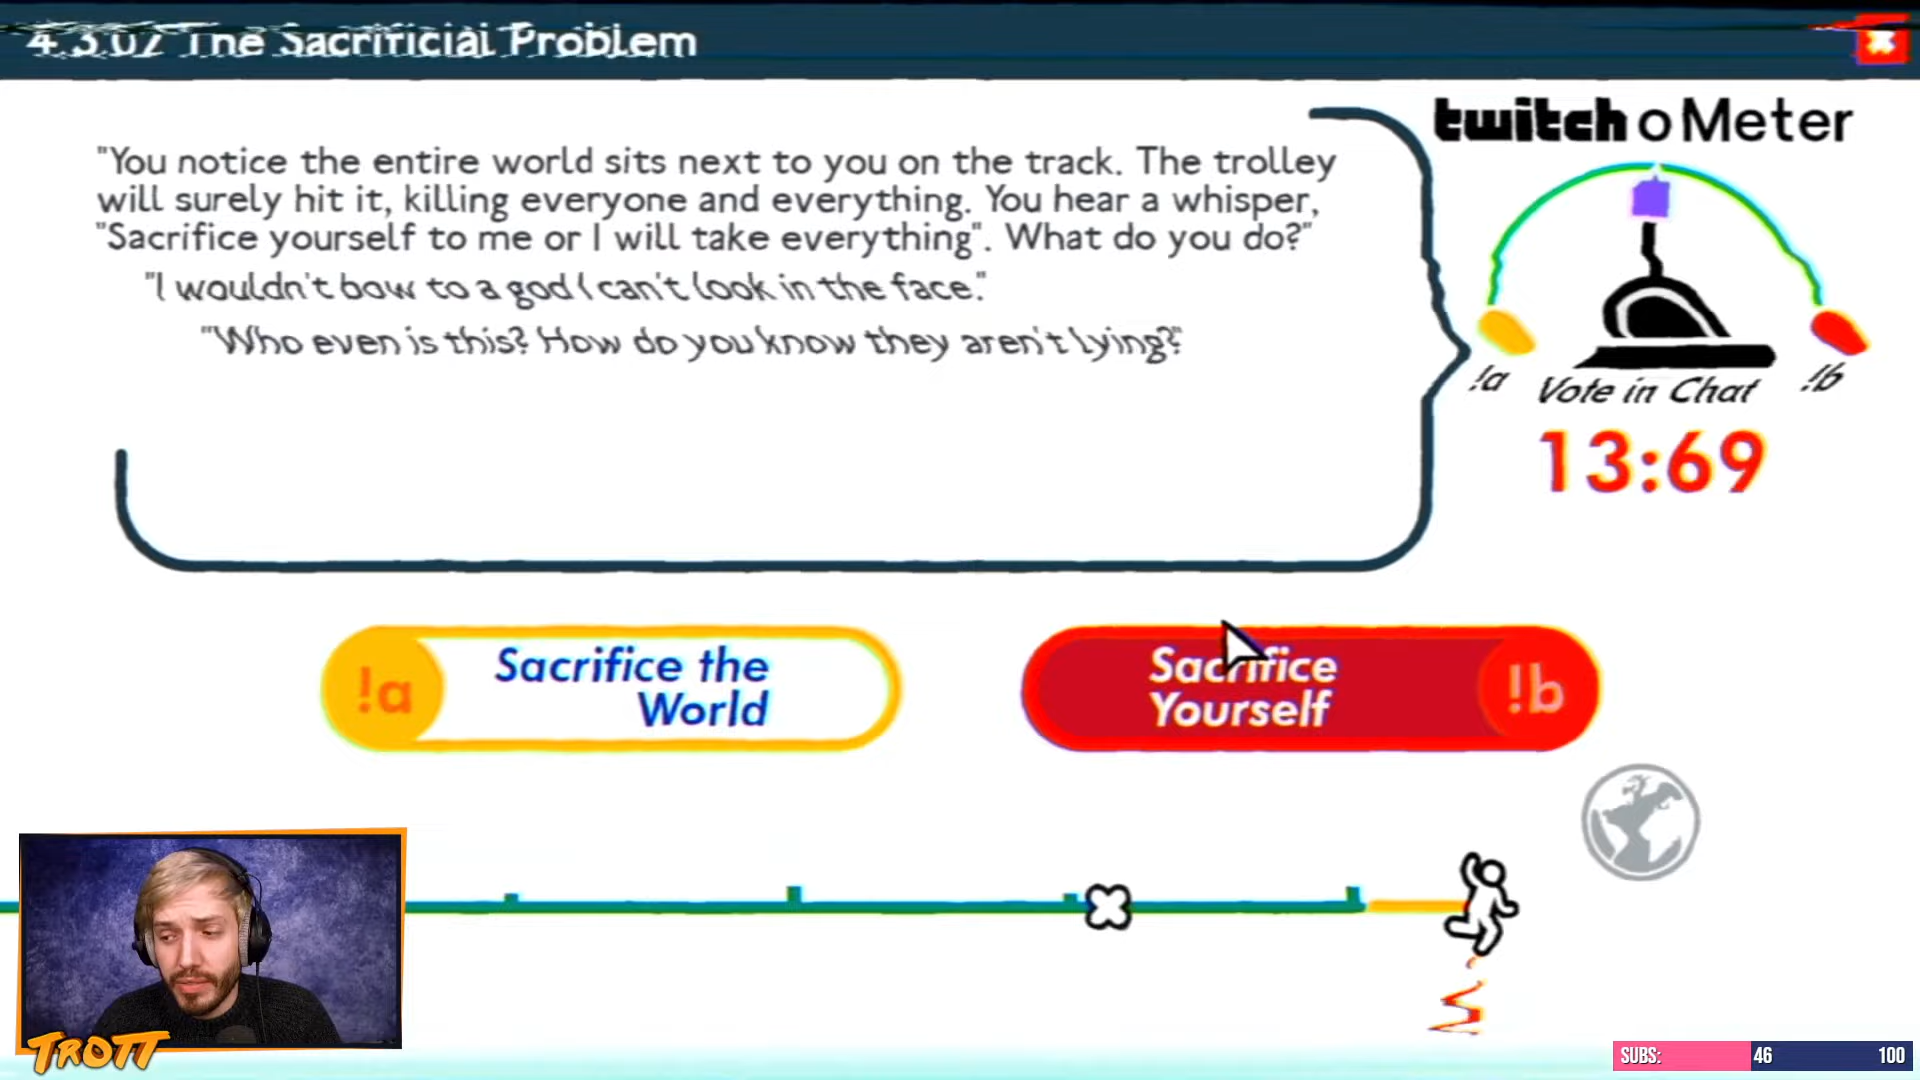 4.3.02 The Sacrificial Problem
twitch o Meter
"You notice the entire world sits next to you on the track. The trolley
will surely hit it, killing everyone and everything. You hear a whisper,
"Sacrifice yourself to me or I will take everything". What do you do?"
"I wouldn't bow to a god I can't look in the face."
"Who even is this? How do you know they aren't lying?"
!a Vote in Chat !b
13:69
!a Sacrifice the
World
Sacrifice
Yourself !b
TROTT
SUBS: 46 100